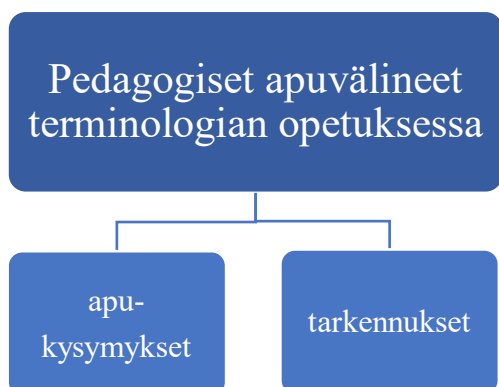 Pedagogiset apuvälineet
terminologian opetuksessa
apu-
kysymykset
tarkennukset